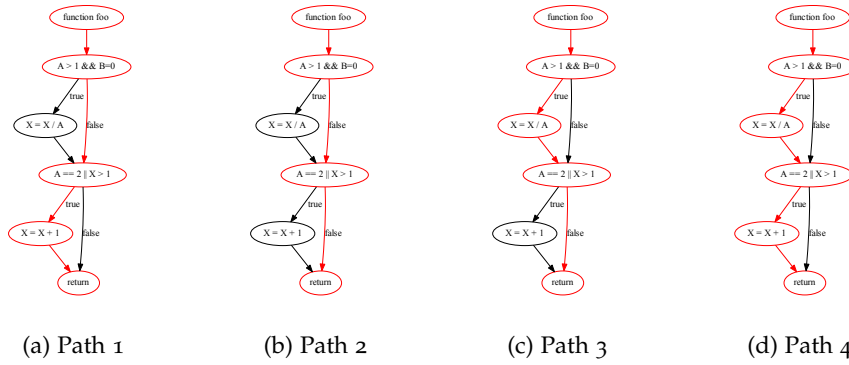 function foo
A > 1 && B=0
true
X = X / A
false
A == 2 || X > 1
true
X = X + 1
false
return
(a) Path 1
function foo
A > 1 && B=0
true
X = X / A
false
A == 2 || X > 1
true
X = X + 1
false
return
(b) Path 2
function foo
A > 1 && B=0
true
X = X / A
false
A == 2 || X > 1
true
X = X + 1
false
return
(c) Path 3
function foo
A > 1 && B=0
true
X = X / A
false
A == 2 || X > 1
true
X = X + 1
false
return
(d) Path 4